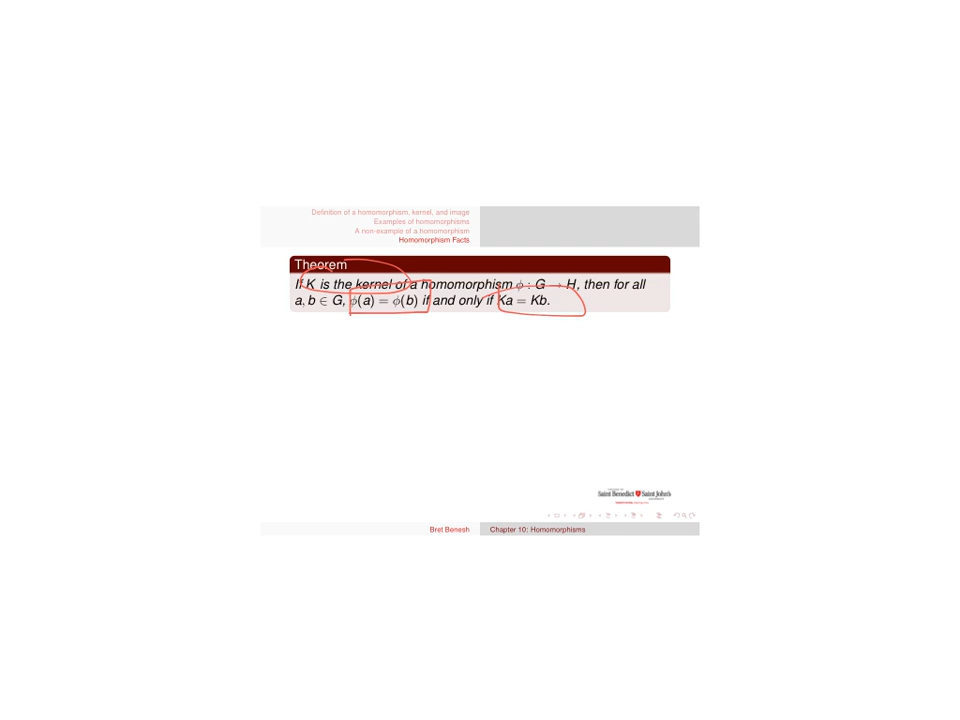 Definition of a homomorphism, kernel, and image
Examples of homomorphisms
A non-example of a homomorphism
Homomorphism Facts
Theorem
If K is the kernel of a homomorphism ϕ : G → H, then for all
a, b ∈ G, ϕ(a) = ϕ(b) if and only if Ka = Kb.
Saint Benedict Saint John's
Bret Benesh
Chapter 10: Homomorphisms